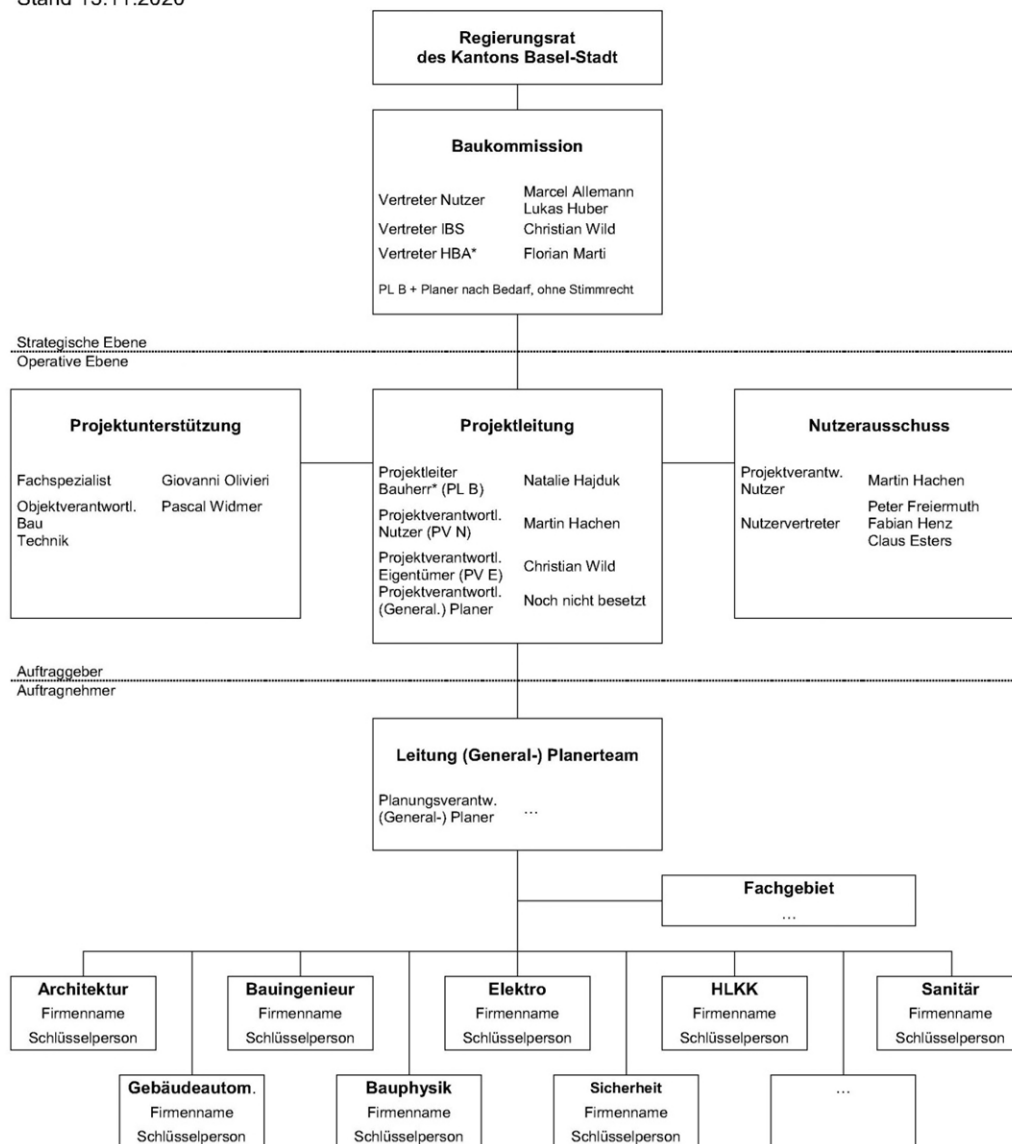 Stand 15.11.2020
Regierungsrat
des Kantons Basel-Stadt
Baukommission
Vertreter Nutzer
Marcel Allemann
Lukas Huber
Vertreter IBS
Christian Wild
Vertreter HBA*
Florian Marti
PL B + Planer nach Bedarf, ohne Stimmrecht
Strategische Ebene
Operative Ebene
Projektunterstützung
Fachspezialist
Giovanni Olivieri
Objektverantwortl.
Bau
Technik
Pascal Widmer
Projektleitung
Projektleiter
Bauherr* (PL B)
Natalie Hajduk
Projektverantwortl.
Nutzer (PV N)
Martin Hachen
Projektverantwortl.
Eigentümer (PV E)
Christian Wild
Projektverantwortl.
(General.) Planer
Noch nicht besetzt
Nutzerausschuss
Projektverantw.
Nutzer
Martin Hachen
Nutzervertreter
Peter Freiermuth
Fabian Henz
Claus Esters
Auftraggeber
Auftragnehmer
Leitung (General-) Planerteam
Planungsverantw.
(General-) Planer
...
Fachgebiet
...
Architektur
Firmenname
Schlüsselperson
Bauingenieur
Firmenname
Schlüsselperson
Elektro
Firmenname
Schlüsselperson
HLKK
Firmenname
Schlüsselperson
Sanitär
Firmenname
Schlüsselperson
Gebäudeautom.
Firmenname
Schlüsselperson
Bauphysik
Firmenname
Schlüsselperson
Sicherheit
Firmenname
Schlüsselperson
...